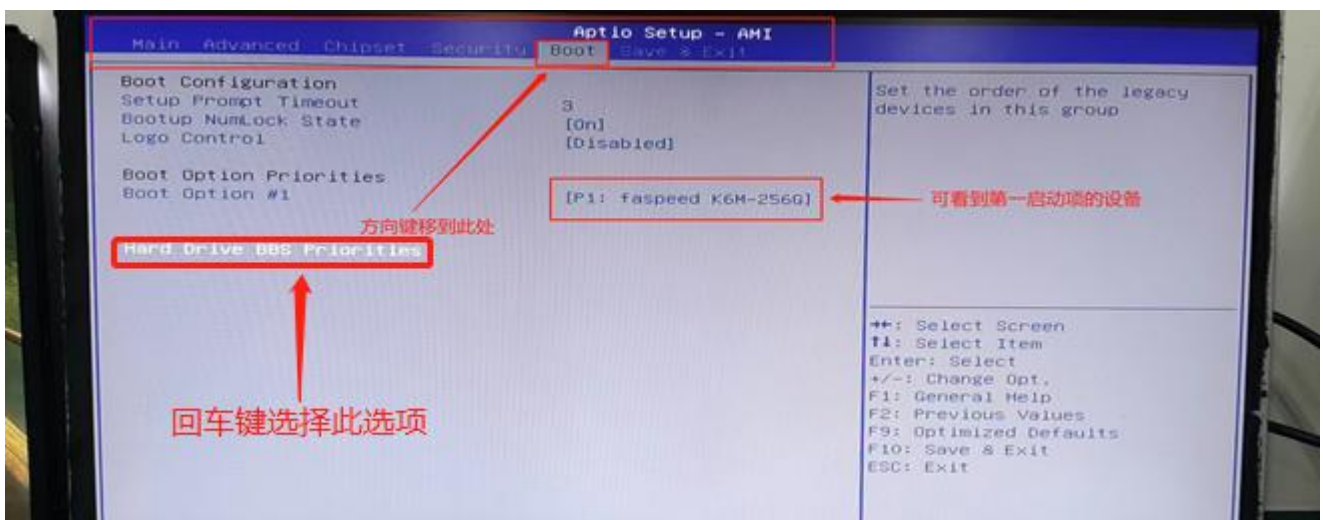 Aptio Setup - AMI
Main Advanced Chipset Security Boot Save & Exit
Boot Configuration
Setup Prompt Timeout 3
Bootup NumLock State [On]
Logo Control [Disabled]
Boot Option Priorities
Boot Option #1 [P1: faspeed K6M-256G]
方向键移到此处
Hard Drive BBS Priorities
回车键选择此选项
可看到第一启动项的设备
Set the order of the legacy
devices in this group
→←: Select Screen
↑↓: Select Item
Enter: Select
+/-: Change Opt.
F1: General Help
F2: Previous Values
F9: Optimized Defaults
F10: Save & Exit
ESC: Exit